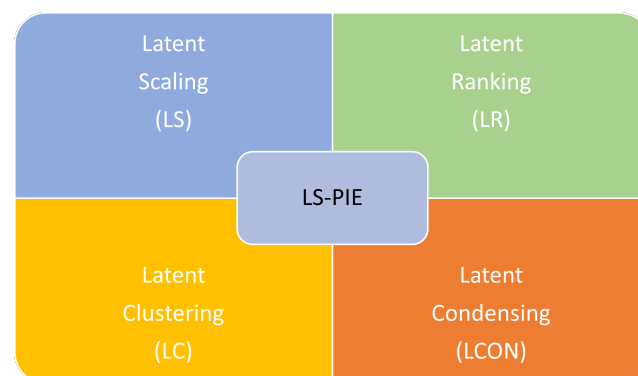 Latent
Scaling
(LS)
Latent
Ranking
(LR)
LS-PIE
Latent
Clustering
(LC)
Latent
Condensing
(LCON)